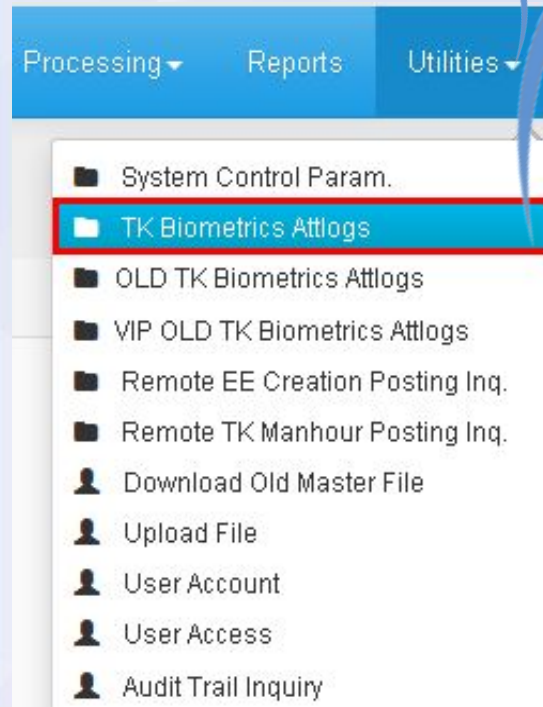 Processing Reports Utilities
System Control Param.
TK Biometrics Attlogs
OLD TK Biometrics Attlogs
VIP OLD TK Biometrics Attlogs
Remote EE Creation Posting Inq.
Remote TK Manhour Posting Inq.
Download Old Master File
Upload File
User Account
User Access
Audit Trail Inquiry